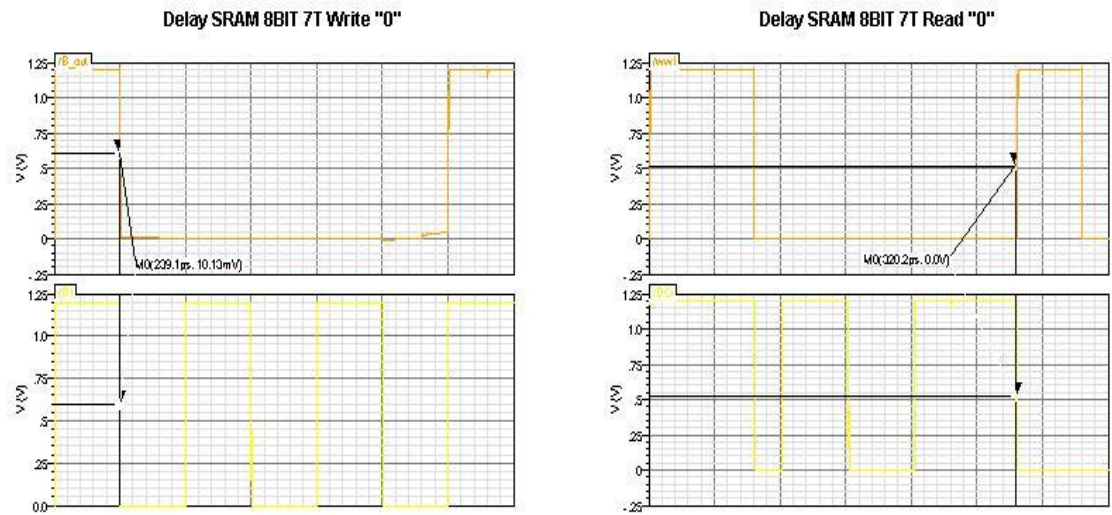 Delay SRAM 8BIT 7T Write "0"
/B_out
1.25
1.0
.75
.5
.25
0
-.25
V (V)
M0(239.1ps, 10.13mV)
1.25
1.0
.75
.5
.25
0.0
V (V)
Delay SRAM 8BIT 7T Read "0"
/wwl
1.25
1.0
.75
.5
.25
0
-.25
V (V)
M0(320.2ps, 0.0V)
1.25
1.0
.75
.5
.25
0
-.25
V (V)